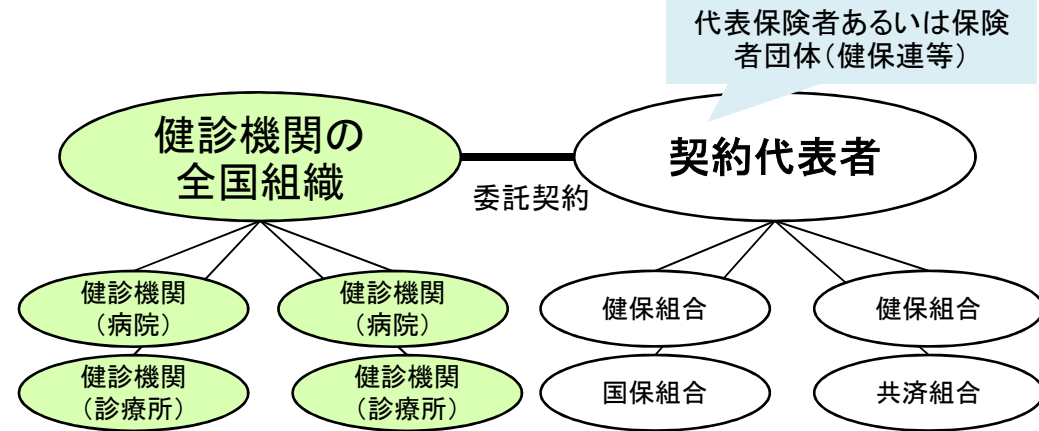 代表保険者あるいは保険
者団体（健保連等）
健診機関の
全国組織
契約代表者
委託契約
健診機関
（病院）
健診機関
（病院）
健保組合
健保組合
健診機関
（診療所）
健診機関
（診療所）
国保組合
共済組合